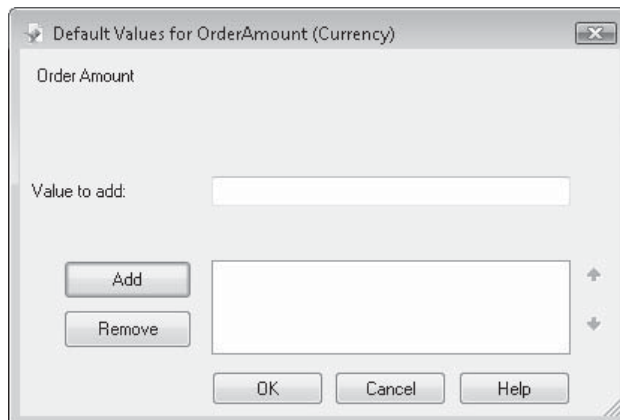 Default Values for OrderAmount (Currency)
Order Amount
Value to add:
Add
Remove
OK
Cancel
Help